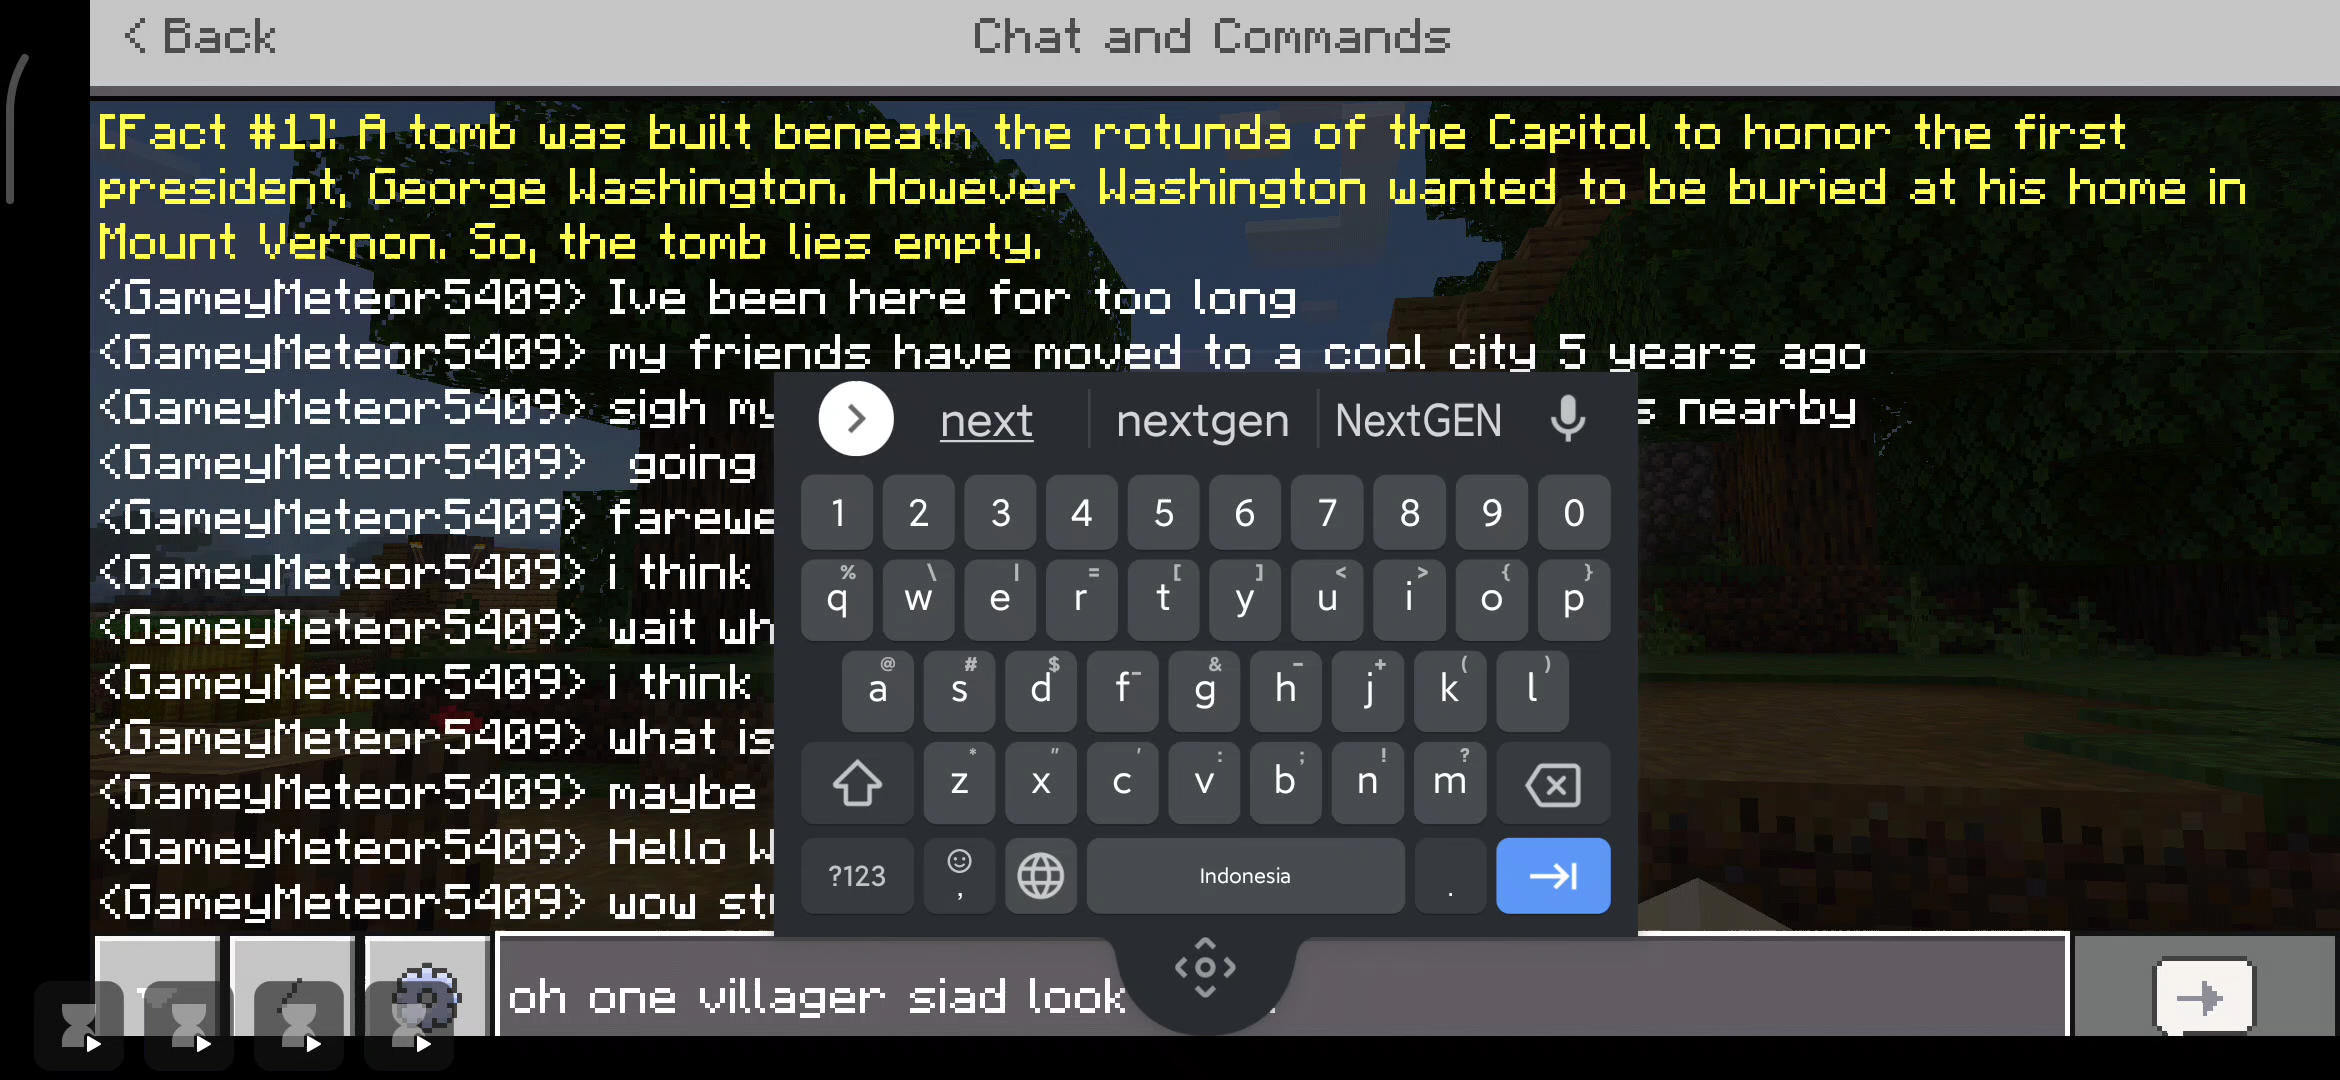 < Back
Chat and Commands
[Fact #1]: A tomb was built beneath the rotunda of the Capitol to honor the first
president, George Washington. However Washington wanted to be buried at his home in
Mount Vernon. So, the tomb lies empty.
<GameyMeteor5409> Ive been here for too long
<GameyMeteor5409> my friends have moved to a cool city 5 years ago
<GameyMeteor5409> sigh my nearby
<GameyMeteor5409> going
<GameyMeteor5409>
<GameyMeteor5409> i think
<GameyMeteor5409> wait
<GameyMeteor5409> i think
<GameyMeteor5409> what is
<GameyMeteor5409> maybe
<GameyMeteor5409> Hello
<GameyMeteor5409> wow
next nextgen NextGEN
1 2 3 4 5 6 7 8 9 0
% \ | = [ ] < > { }
q w e r t y u i o p
@ # $ _ & - + ( )
a s d f g h j k l
* " ' : ; ! ?
z x c v b n m
?123 , Indonesia .
oh one villager siad look